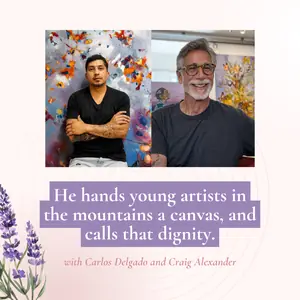 He hands young artists in
the mountains a canvas, and
calls that dignity.
with Carlos Delgado and Craig Alexander